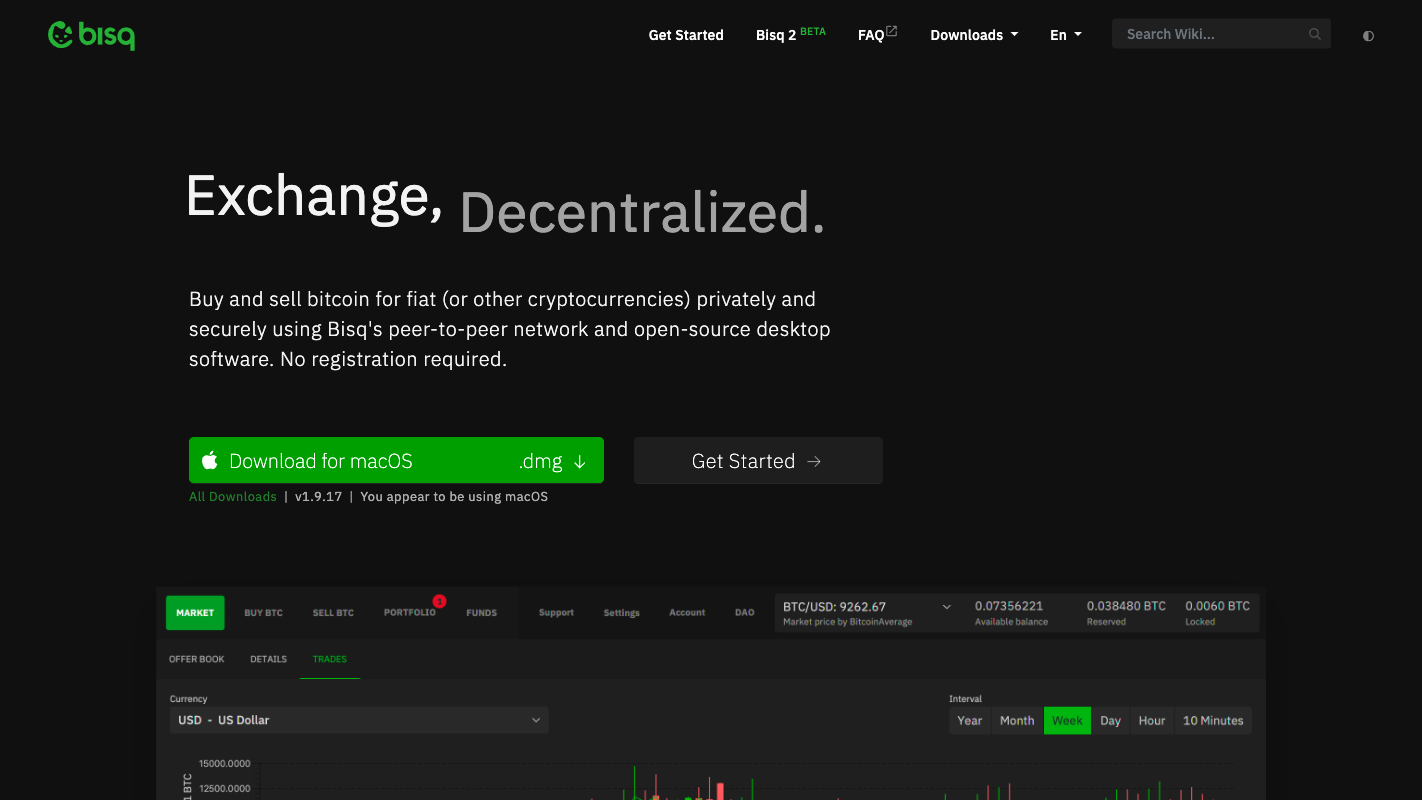 bisq
Get Started Bisq 2 BETA FAQ Downloads En Search Wiki...
Exchange, Decentralized.
Buy and sell bitcoin for fiat (or other cryptocurrencies) privately and
securely using Bisq's peer-to-peer network and open-source desktop
software. No registration required.
Download for macOS .dmg ↓ Get Started →
All Downloads | v1.9.17 | You appear to be using macOS
MARKET BUY BTC SELL BTC PORTFOLIO 1 FUNDS Support Settings Account DAO BTC/USD: 9262.67 0.07356221 0.038480 BTC 0.0060 BTC
Market price by BitcoinAverage Available balance Reserved Locked
OFFER BOOK DETAILS TRADES
Currency Interval
USD - US Dollar Year Month Week Day Hour 10 Minutes
15000.0000
12500.0000
1 BTC